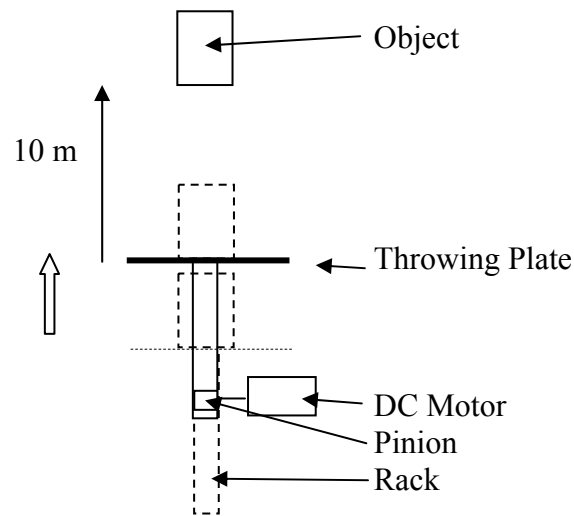 Object
10 m
Throwing Plate
DC Motor
Pinion
Rack